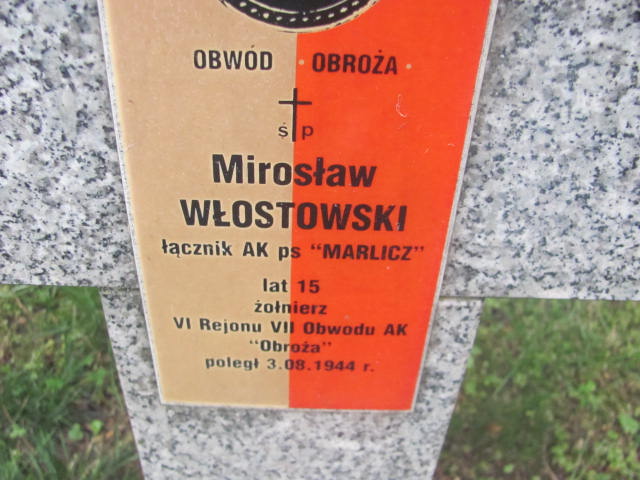 OBWÓD · OBROŻA ·
ś p
Mirosław
WŁOSTOWSKI
łącznik AK ps "MARLICZ"
lat 15
żołnierz
VI Rejonu VII Obwodu AK
"Obroża"
poległ 3.08.1944 r.